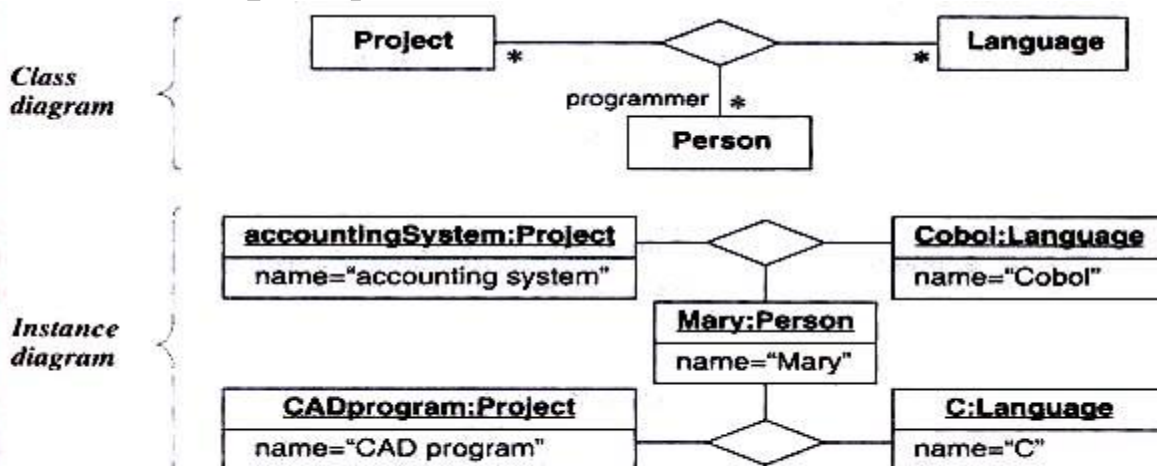 Project
Language
*
*
Class
diagram
programmer
*
Person
accountingSystem:Project
Cobol:Language
name="accounting system"
name="Cobol"
Mary:Person
Instance
diagram
name="Mary"
CADprogram:Project
C:Language
name="CAD program"
name="C"